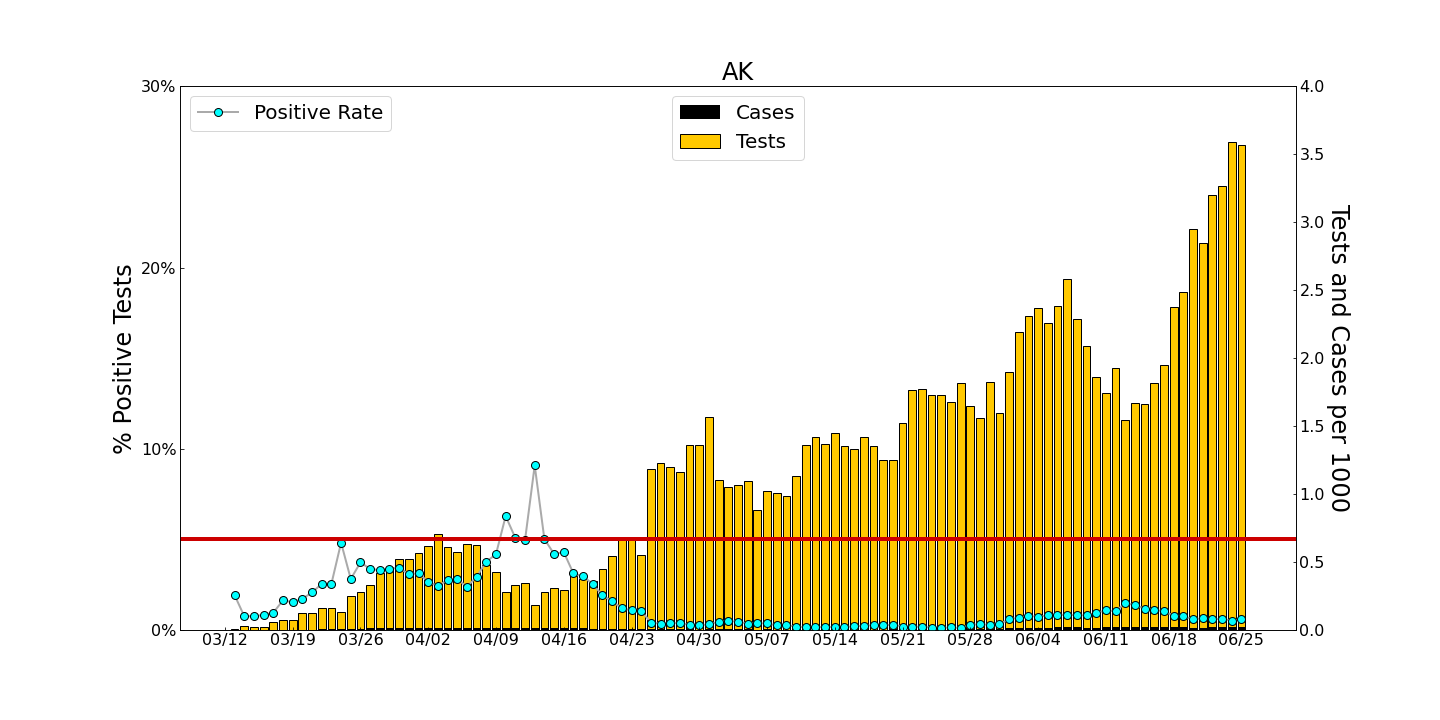 AK
Positive Rate
Cases
Tests
% Positive Tests
30%
20%
10%
0%
4.0
3.5
3.0
2.5
2.0
1.5
1.0
0.5
0.0
Tests and Cases per 1000
03/12 03/19 03/26 04/02 04/09 04/16 04/23 04/30 05/07 05/14 05/21 05/28 06/04 06/11 06/18 06/25